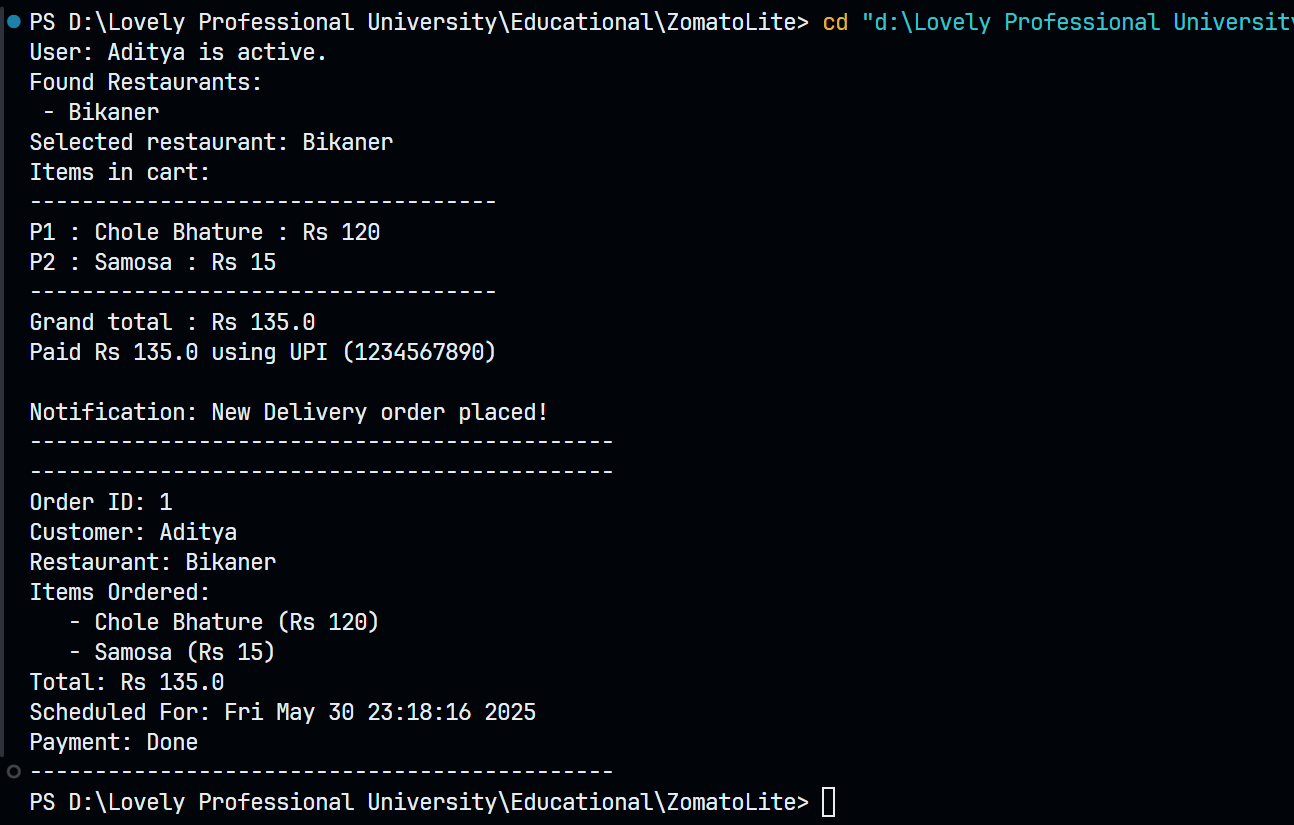 PS D:\Lovely Professional University\Educational\ZomatoLite> cd "d:\Lovely Professional University
User: Aditya is active.
Found Restaurants:
 - Bikaner
Selected restaurant: Bikaner
Items in cart:
------------------------------------
P1 : Chole Bhature : Rs 120
P2 : Samosa : Rs 15
------------------------------------
Grand total : Rs 135.0
Paid Rs 135.0 using UPI (1234567890)

Notification: New Delivery order placed!
---------------------------------------------
---------------------------------------------
Order ID: 1
Customer: Aditya
Restaurant: Bikaner
Items Ordered:
   - Chole Bhature (Rs 120)
   - Samosa (Rs 15)
Total: Rs 135.0
Scheduled For: Fri May 30 23:18:16 2025
Payment: Done
---------------------------------------------
PS D:\Lovely Professional University\Educational\ZomatoLite>